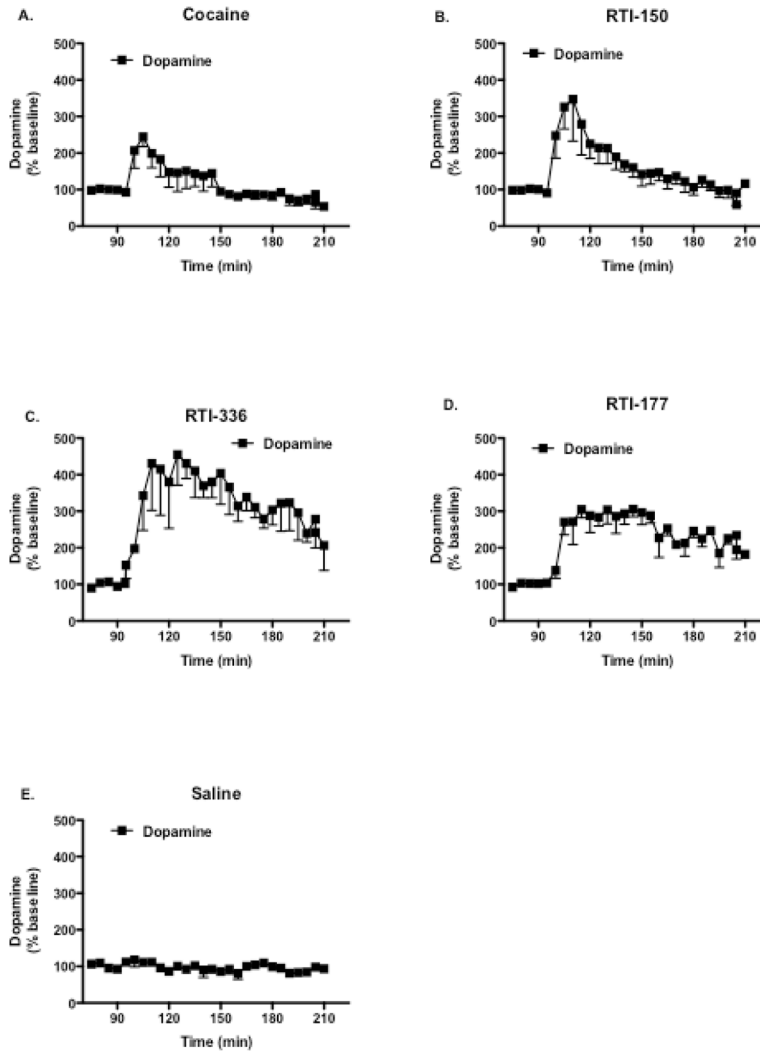 A.
Cocaine
500
400
300
200
100
0
Dopamine
(% baseline)
Dopamine
90 120 150 180 210
Time (min)
B.
RTI-150
500
400
300
200
100
0
Dopamine
(% baseline)
Dopamine
90 120 150 180 210
Time (min)
C.
RTI-336
500
400
300
200
100
0
Dopamine
(% baseline)
Dopamine
90 120 150 180 210
Time (min)
D.
RTI-177
500
400
300
200
100
0
Dopamine
(% baseline)
Dopamine
90 120 150 180 210
Time (min)
E.
Saline
500
400
300
200
100
0
Dopamine
(% baseline)
Dopamine
90 120 150 180 210
Time (min)